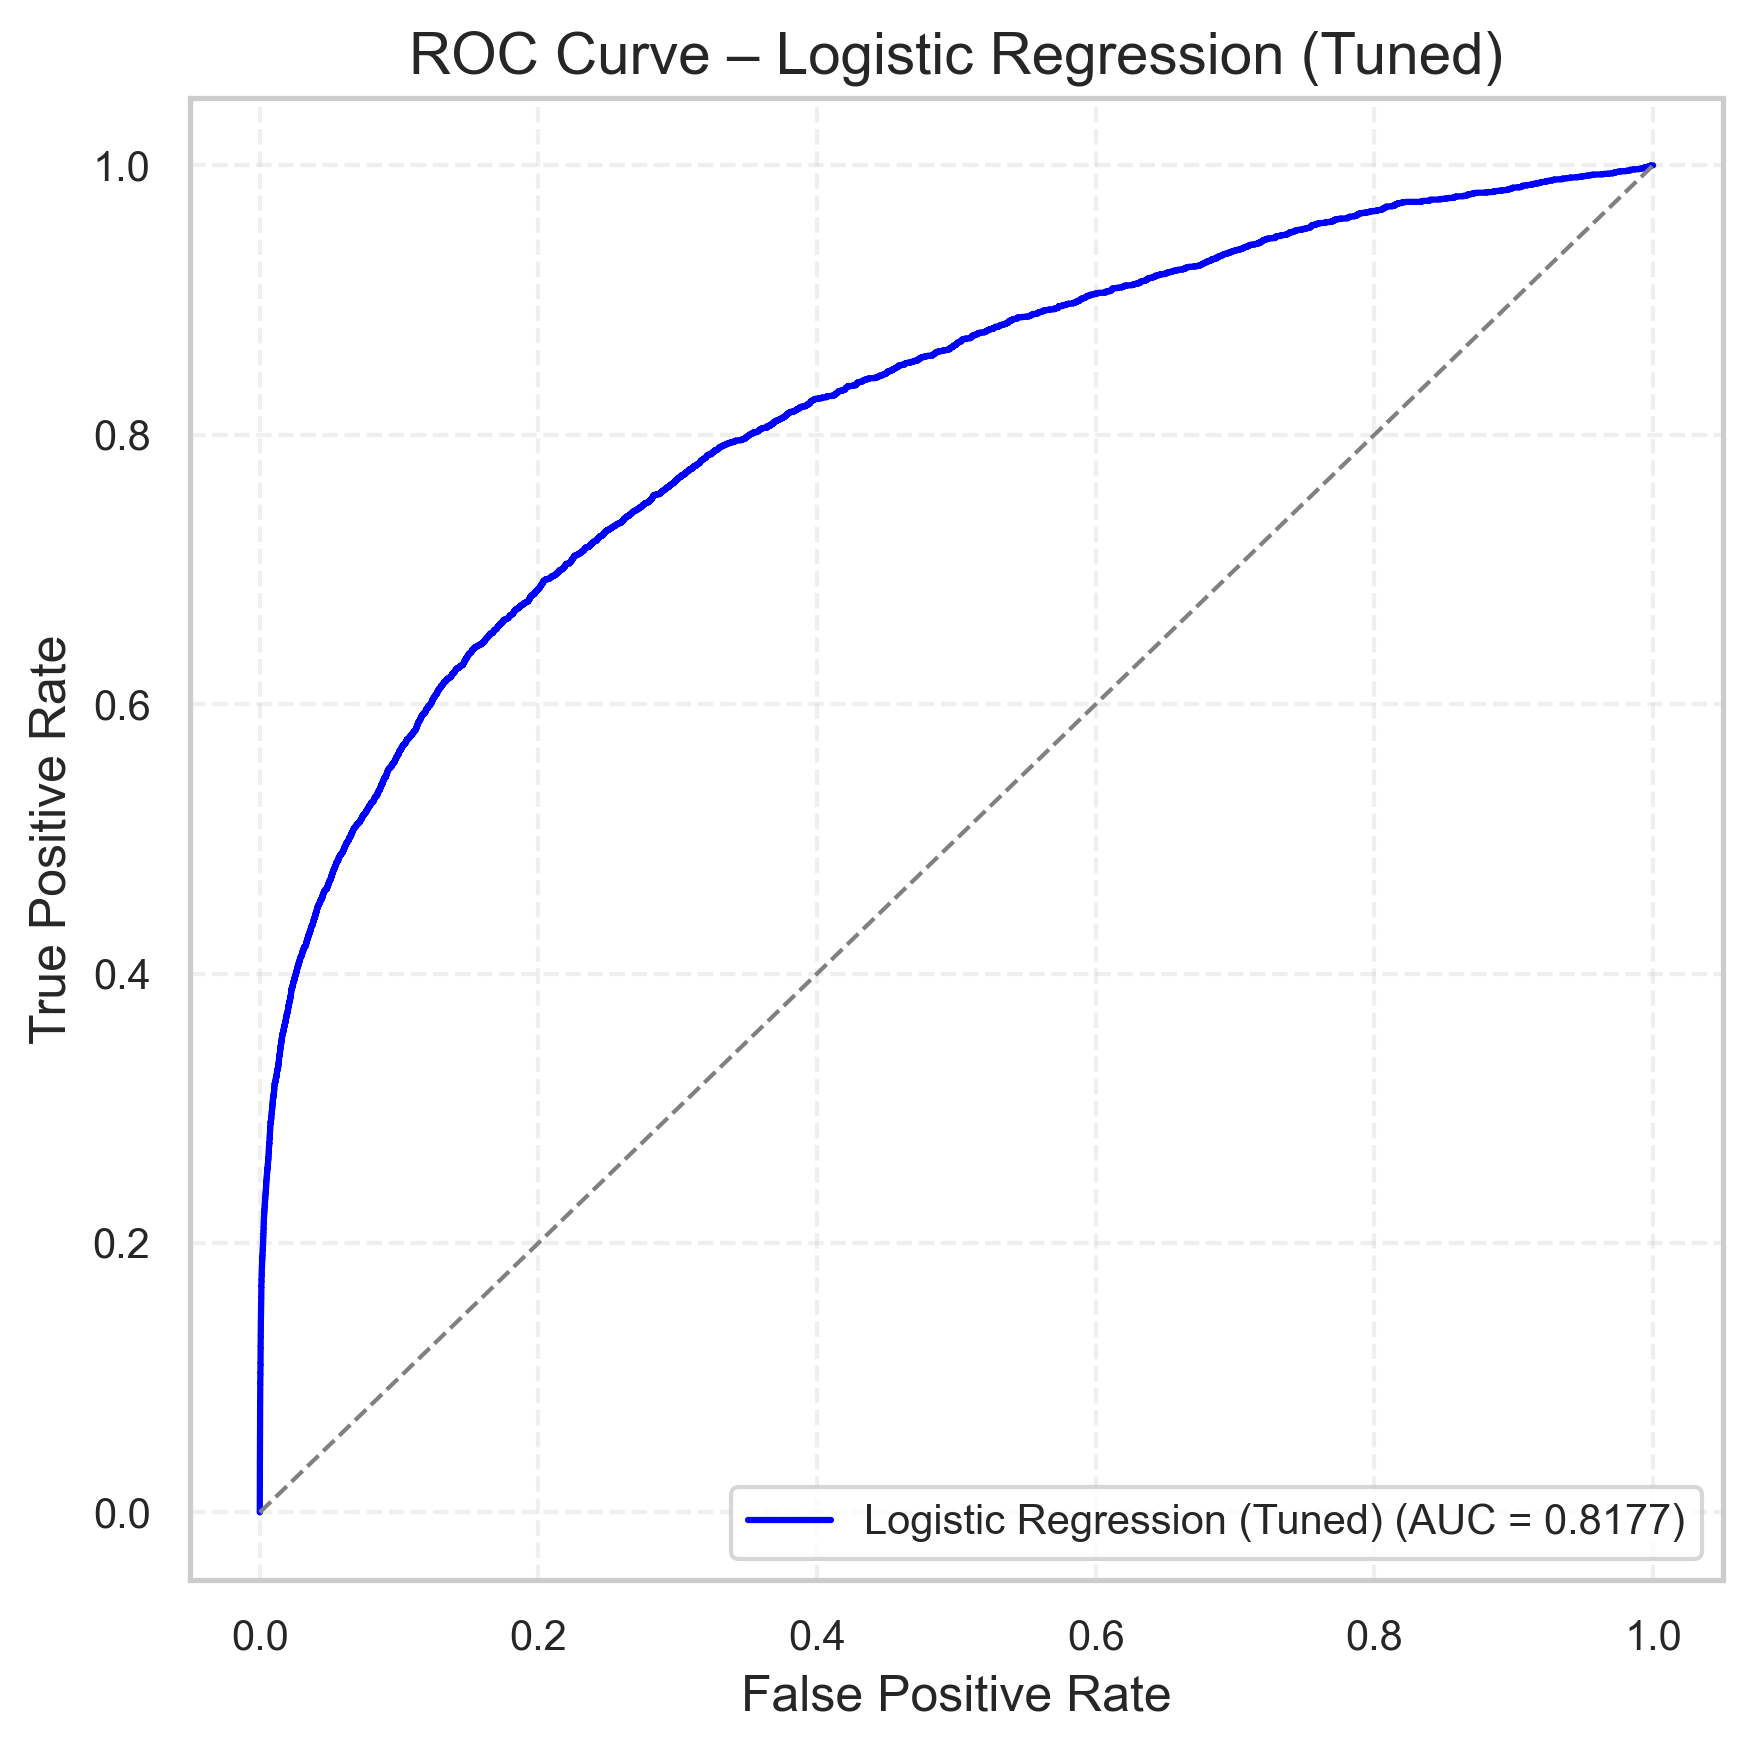 ROC Curve – Logistic Regression (Tuned)
1.0
0.8
0.6
0.4
0.2
0.0
True Positive Rate
Logistic Regression (Tuned) (AUC = 0.8177)
0.0 0.2 0.4 0.6 0.8 1.0
False Positive Rate